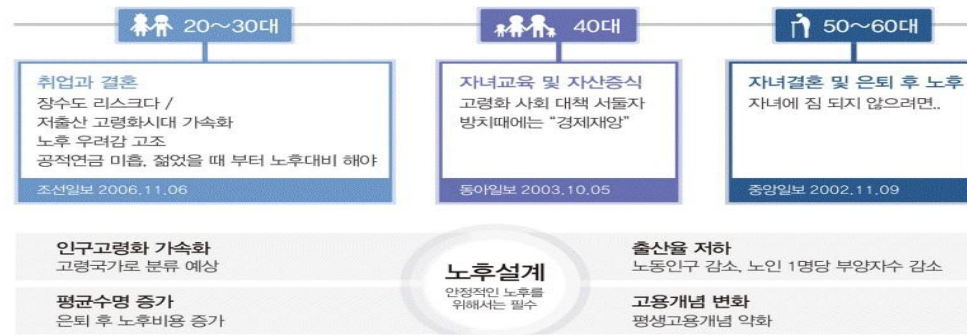 20~30대
취업과 결혼
장수도 리스크다 /
저출산 고령화시대 가속화
노후 우려감 고조
공적연금 미흡, 젊었을 때 부터 노후대비 해야
조선일보 2006.11.06
40대
자녀교육 및 자산증식
고령화 사회 대책 서둘자
방치때에는 “경제재앙”
동아일보 2003.10.05
50~60대
자녀결혼 및 은퇴 후 노후
자녀에 짐 되지 않으려면..
중앙일보 2002.11.09
인구고령화 가속화
고령국가로 분류 예상
평균수명 증가
은퇴 후 노후비용 증가
노후설계
안정적인 노후를
위해서는 필수
출산율 저하
노동인구 감소, 노인 1명당 부양자수 감소
고용개념 변화
평생고용개념 약화